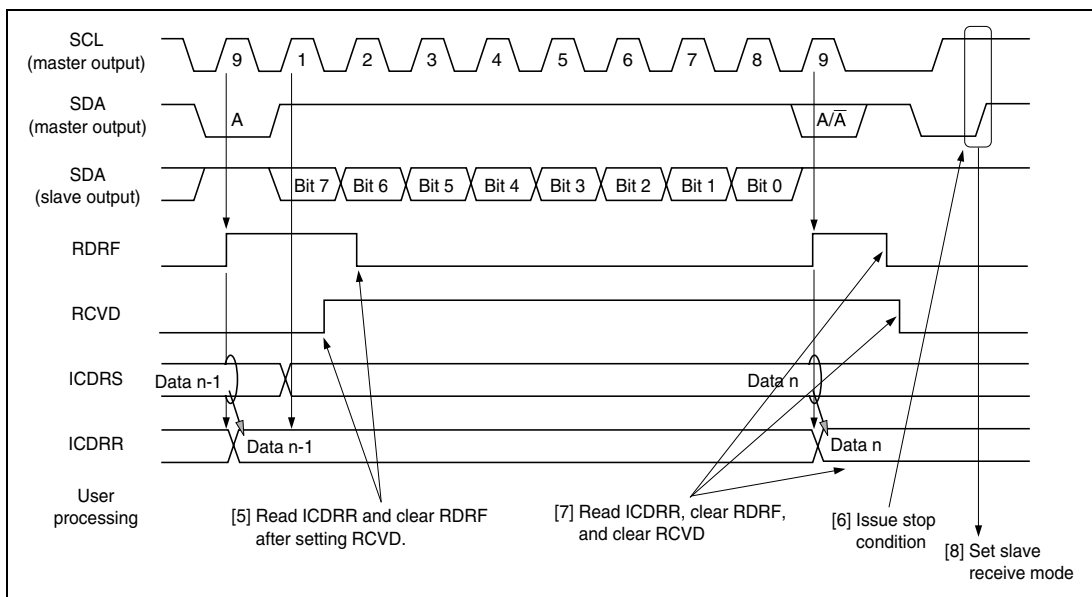 SCL
(master output)
9 1 2 3 4 5 6 7 8 9
SDA
(master output)
A A/A̅
SDA
(slave output)
Bit 7 Bit 6 Bit 5 Bit 4 Bit 3 Bit 2 Bit 1 Bit 0
RDRF
RCVD
ICDRS
Data n-1 Data n
ICDRR
Data n-1 Data n
User
processing
[5] Read ICDRR and clear RDRF
after setting RCVD.
[7] Read ICDRR, clear RDRF,
and clear RCVD
[6] Issue stop
condition
[8] Set slave
receive mode